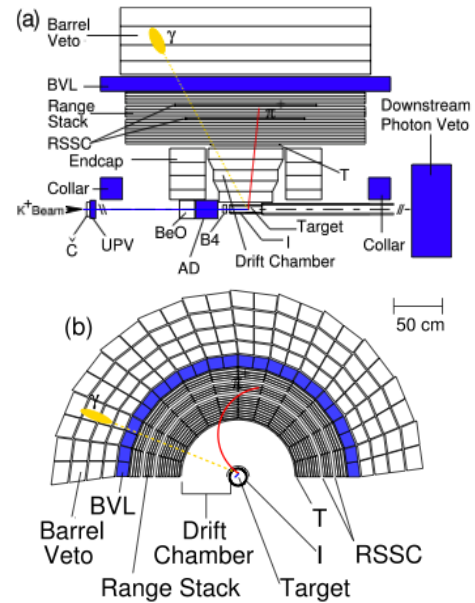 (a)
Barrel
Veto
γ
BVL
Range
Stack
RSSC
π+
Downstream
Photon Veto
Endcap
T
Collar
K+Beam
Č
UPV
BeO
AD
B4
Target
I
Drift Chamber
Collar
50 cm
(b)
γ
BVL
Barrel
Veto
Drift
Chamber
Range Stack
Target
T
I
RSSC